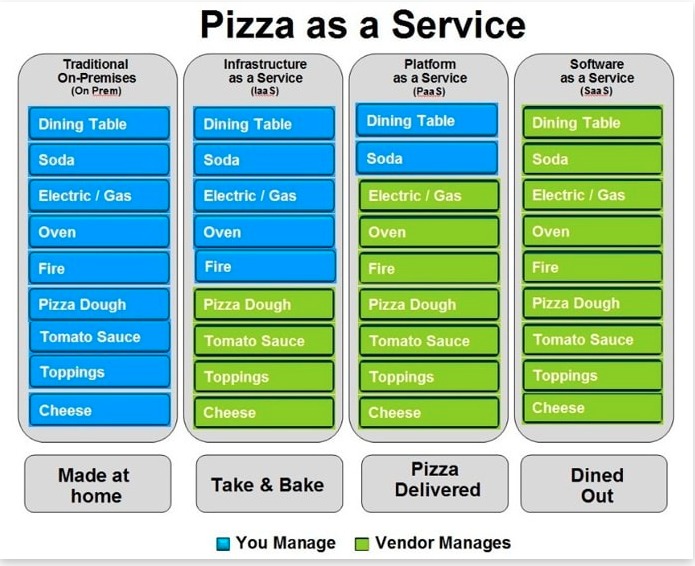 Pizza as a Service
Traditional
On-Premises
(On Prem)
Dining Table
Soda
Electric / Gas
Oven
Fire
Pizza Dough
Tomato Sauce
Toppings
Cheese
Made at
home
Infrastructure
as a Service
(IaaS)
Dining Table
Soda
Electric / Gas
Oven
Fire
Pizza Dough
Tomato Sauce
Toppings
Cheese
Take & Bake
Platform
as a Service
(PaaS)
Dining Table
Soda
Electric / Gas
Oven
Fire
Pizza Dough
Tomato Sauce
Toppings
Cheese
Pizza
Delivered
Software
as a Service
(SaaS)
Dining Table
Soda
Electric / Gas
Oven
Fire
Pizza Dough
Tomato Sauce
Toppings
Cheese
Dined
Out
You Manage
Vendor Manages